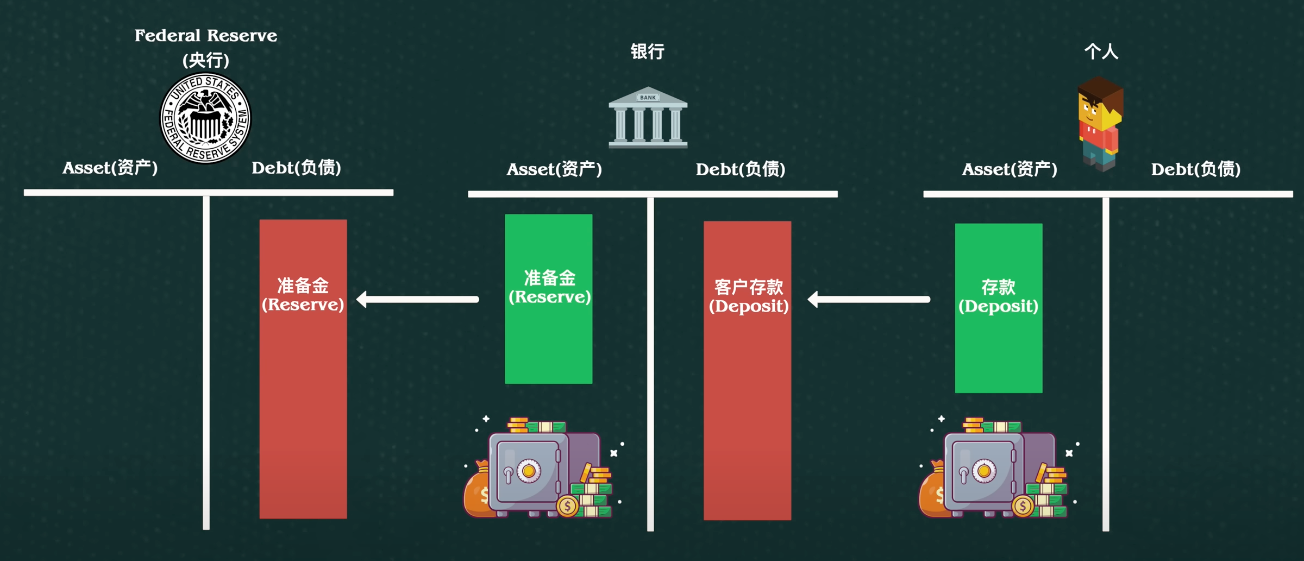 Federal Reserve
(央行)
UNITED STATES
FEDERAL RESERVE SYSTEM
Asset(资产)
Debt(负债)
准备金
(Reserve)
银行
BANK
Asset(资产)
Debt(负债)
准备金
(Reserve)
客户存款
(Deposit)
$
$
个人
Asset(资产)
Debt(负债)
存款
(Deposit)
$
$